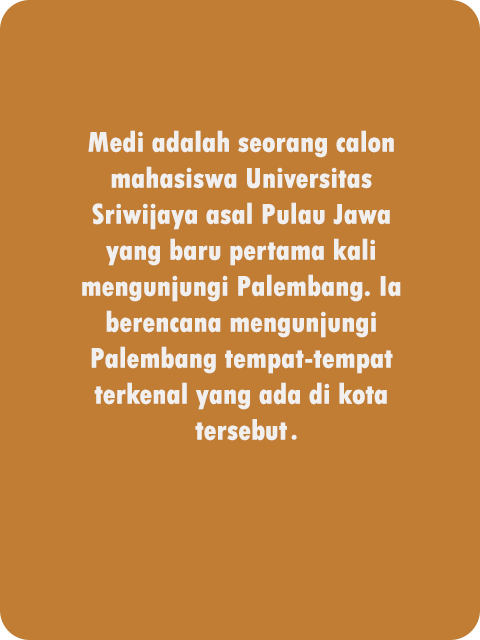 Medi adalah seorang calon
mahasiswa Universitas
Sriwijaya asal Pulau Jawa
yang baru pertama kali
mengunjungi Palembang. Ia
berencana mengunjungi
Palembang tempat-tempat
terkenal yang ada di kota
tersebut.